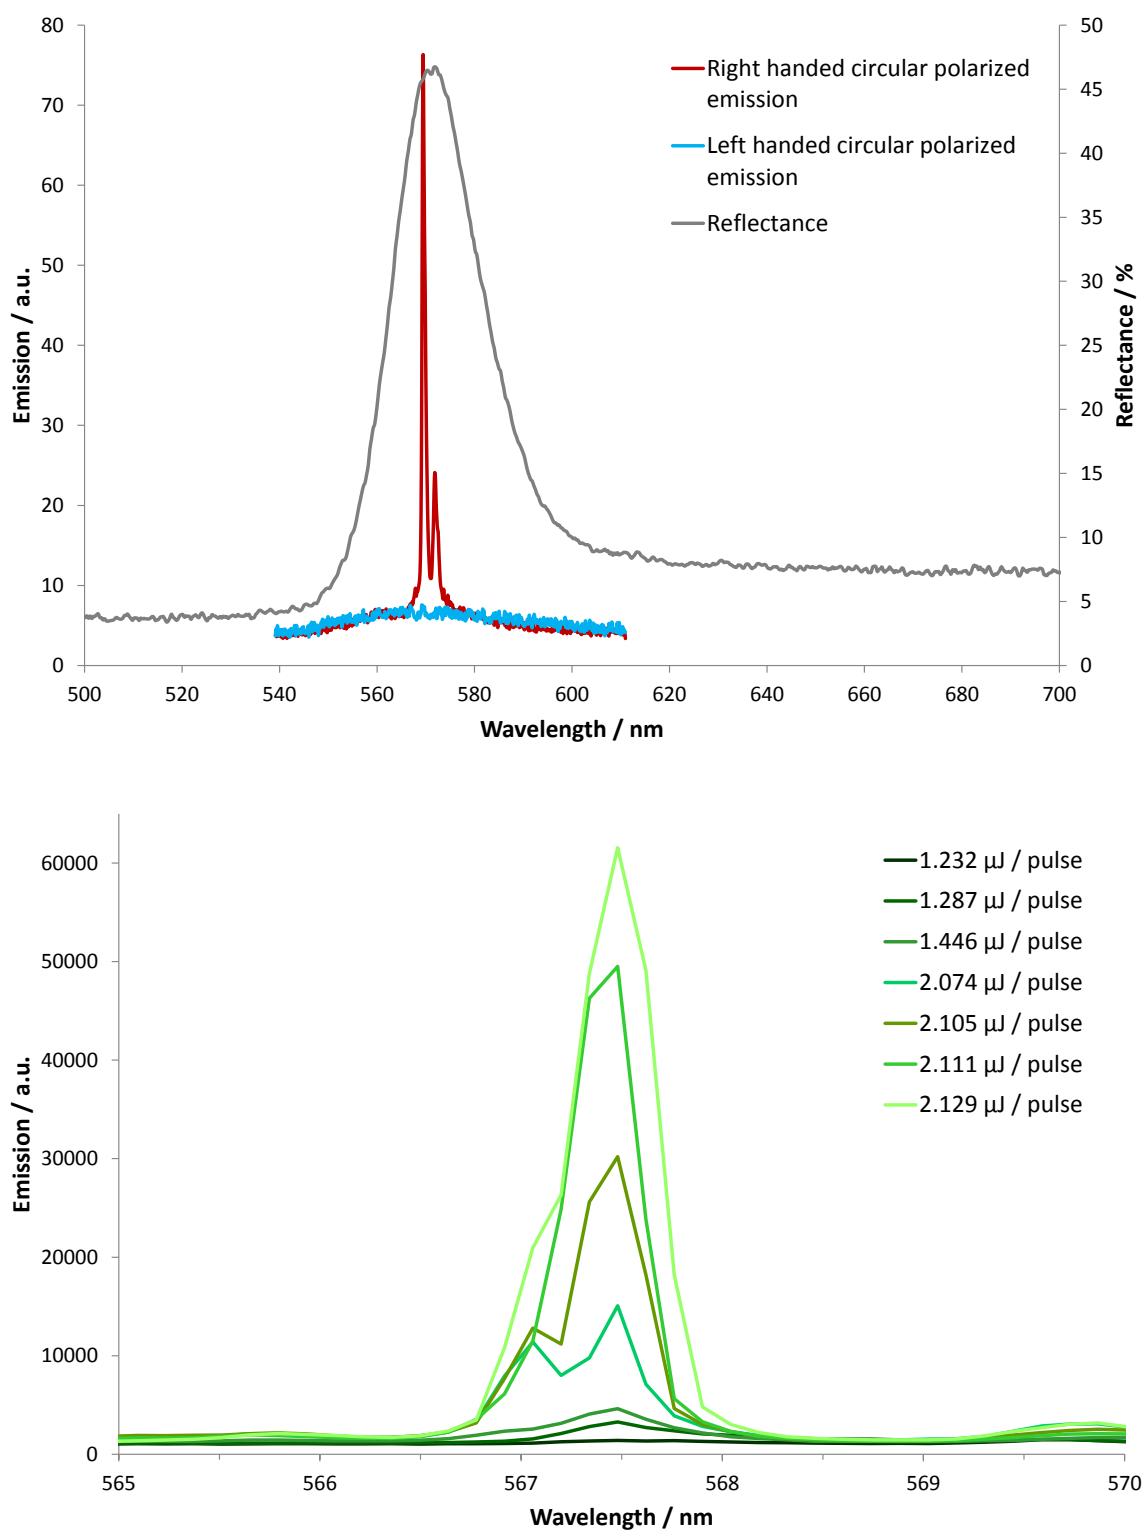 80
70
60
50
40
30
20
10
0
Emission / a.u.
50
45
40
35
30
25
20
15
10
5
0
Reflectance / %
Right handed circular polarized
emission
Left handed circular polarized
emission
Reflectance
500 520 540 560 580 600 620 640 660 680 700
Wavelength / nm
60000
50000
40000
30000
20000
10000
0
Emission / a.u.
1.232 µJ / pulse
1.287 µJ / pulse
1.446 µJ / pulse
2.074 µJ / pulse
2.105 µJ / pulse
2.111 µJ / pulse
2.129 µJ / pulse
565 566 567 568 569 570
Wavelength / nm